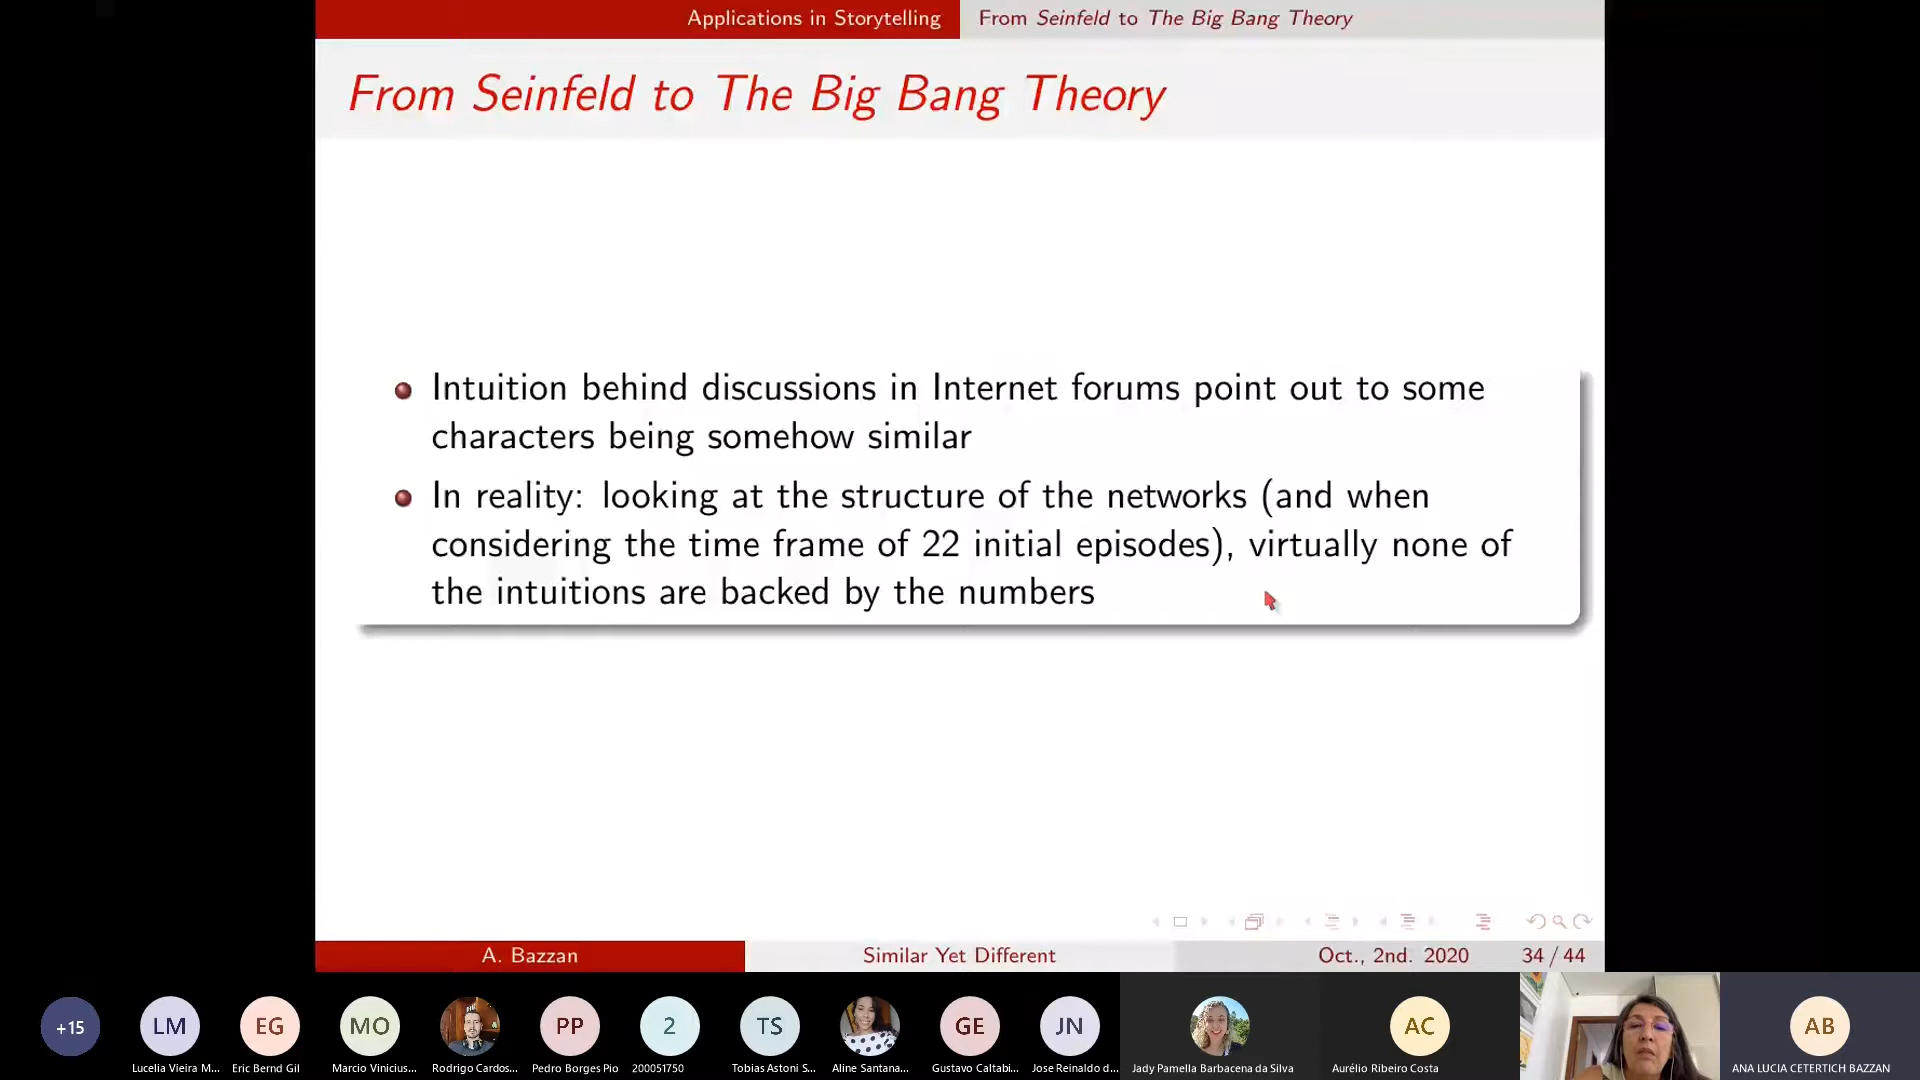 Applications in Storytelling
From Seinfeld to The Big Bang Theory
From Seinfeld to The Big Bang Theory
Intuition behind discussions in Internet forums point out to some
characters being somehow similar
In reality: looking at the structure of the networks (and when
considering the time frame of 22 initial episodes), virtually none of
the intuitions are backed by the numbers
A. Bazzan
Similar Yet Different
Oct., 2nd. 2020
34 / 44
+15
LM
EG
MO
PP
2
TS
GE
JN
AC
AB
Lucelia Vieira M...
Eric Bernd Gil
Marcio Vinicius...
Rodrigo Cardos...
Pedro Borges Pio
200051750
Tobias Astoni S...
Aline Santana...
Gustavo Caltabi...
Jose Reinaldo d...
Jady Pamella Barbacena da Silva
Aurélio Ribeiro Costa
ANA LUCIA CETERTICH BAZZAN